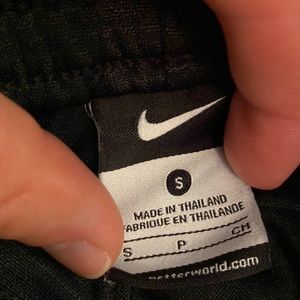 S
MADE IN THAILAND
FABRIQUE EN THAILANDE
S P CH
betterworld.com